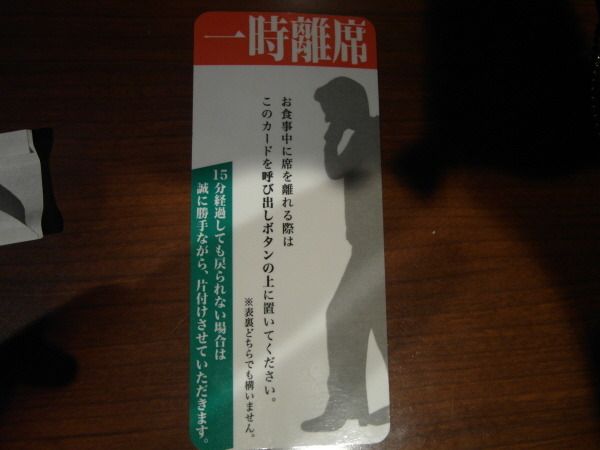 一時離席
お食事中に席を離れる際は
このカードを呼び出しボタンの上に置いてください。
※表裏どちらでも構いません。
15分経過しても戻られない場合は
誠に勝手ながら、片付けさせていただきます。